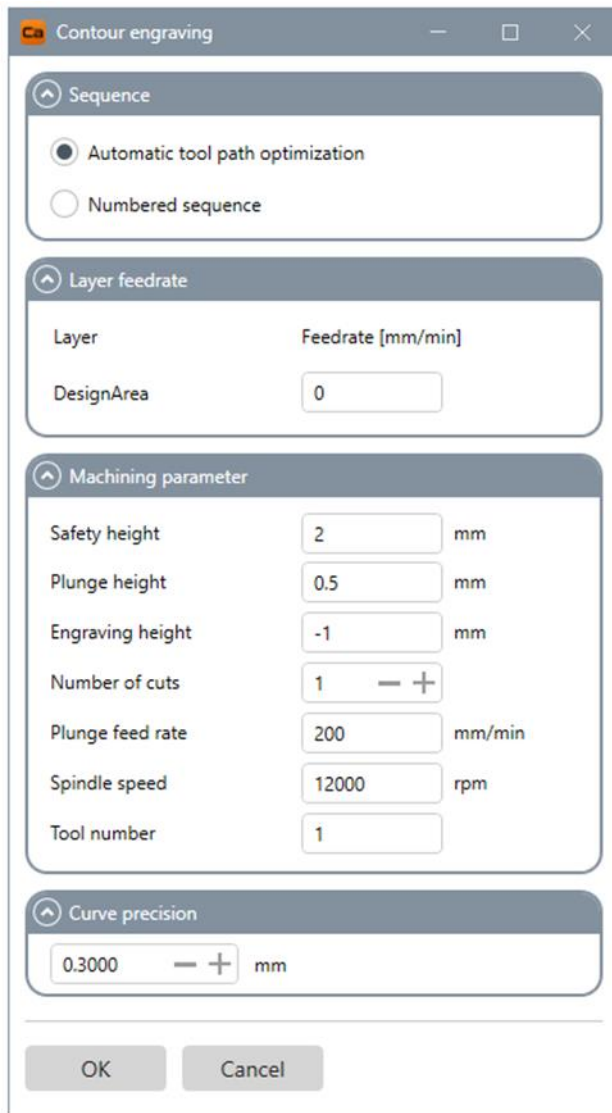 Ca Contour engraving
Sequence
Automatic tool path optimization
Numbered sequence
Layer feedrate
Layer Feedrate [mm/min]
DesignArea 0
Machining parameter
Safety height 2 mm
Plunge height 0.5 mm
Engraving height -1 mm
Number of cuts 1
Plunge feed rate 200 mm/min
Spindle speed 12000 rpm
Tool number 1
Curve precision
0.3000 mm
OK Cancel